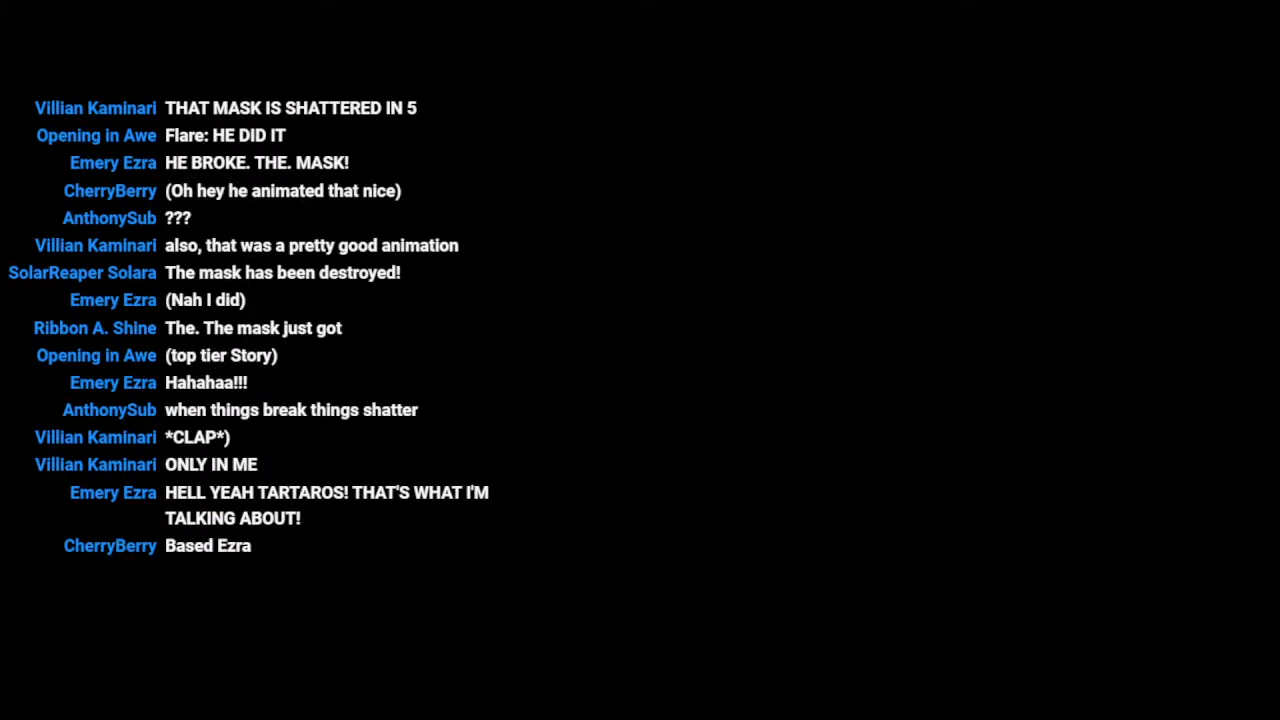 Villian Kaminari THAT MASK IS SHATTERED IN 5
Opening in Awe Flare: HE DID IT
Emery Ezra HE BROKE. THE. MASK!
CherryBerry (Oh hey he animated that nice)
AnthonySub ???
Villian Kaminari also, that was a pretty good animation
SolarReaper Solara The mask has been destroyed!
Emery Ezra (Nah I did)
Ribbon A. Shine The. The mask just got
Opening in Awe (top tier Story)
Emery Ezra Hahahaa!!!
AnthonySub when things break things shatter
Villian Kaminari *CLAP*)
Villian Kaminari ONLY IN ME
Emery Ezra HELL YEAH TARTAROS! THAT'S WHAT I'M
TALKING ABOUT!
CherryBerry Based Ezra